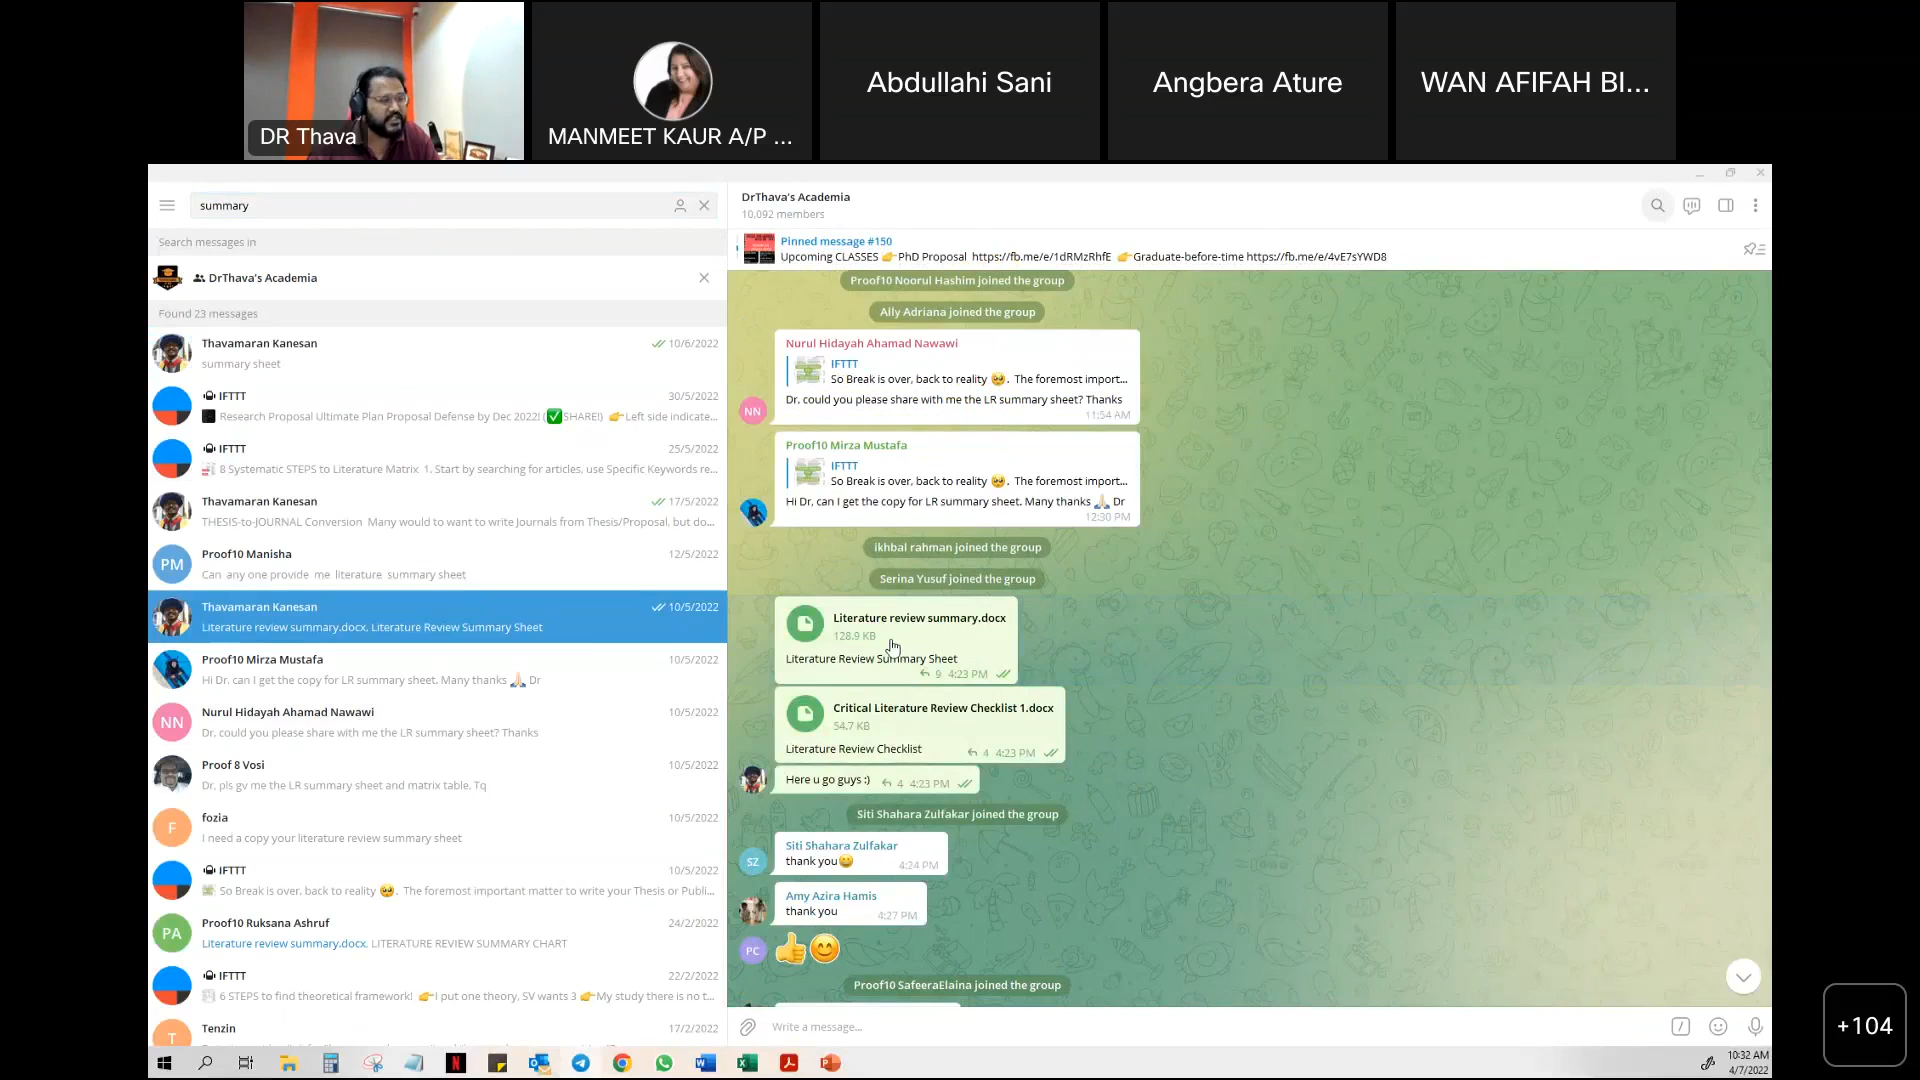 DR Thava
MANMEET KAUR A/P ...
Abdullahi Sani
Angbera Ature
WAN AFIFAH BI...
summary
Search messages in
DrThava's Academia
Found 23 messages
Thavamaran Kanesan
10/6/2022
summary sheet
IFTTT
30/5/2022
Research Proposal Ultimate Plan Proposal Defense by Dec 2022! (✅SHARE!) 👉Left side indicate...
IFTTT
25/5/2022
8 Systematic STEPS to Literature Matrix 1. Start by searching for articles, use Specific Keywords re...
Thavamaran Kanesan
17/5/2022
THESIS-to-JOURNAL Conversion Many would to want to write Journals from Thesis/Proposal, but do...
PM
Proof10 Manisha
12/5/2022
Can any one provide me literature summary sheet
Thavamaran Kanesan
10/5/2022
Literature review summary.docx, Literature Review Summary Sheet
Proof10 Mirza Mustafa
10/5/2022
Hi Dr, can I get the copy for LR summary sheet. Many thanks 🙏🏻 Dr
NN
Nurul Hidayah Ahamad Nawawi
10/5/2022
Dr, could you please share with me the LR summary sheet? Thanks
Proof 8 Vosi
10/5/2022
Dr, pls gv me the LR summary sheet and matrix table, Tq
F
fozia
10/5/2022
I need a copy your literature review summary sheet
IFTTT
10/5/2022
So Break is over, back to reality 🥺. The foremost important matter to write your Thesis or Publi...
PA
Proof10 Ruksana Ashruf
24/2/2022
Literature review summary.docx, LITERATURE REVIEW SUMMARY CHART
IFTTT
22/2/2022
6 STEPS to find theoretical framework! 👉I put one theory, SV wants 3 👉My study there is no t...
T
Tenzin
17/2/2022
DrThava's Academia
10,092 members
Pinned message #150
Upcoming CLASSES 👉PhD Proposal https://fb.me/e/1dRMzRhfE 👉Graduate-before-time https://fb.me/e/4vE7sYWD8
Proof10 Noorul Hashim joined the group
Ally Adriana joined the group
Nurul Hidayah Ahamad Nawawi
IFTTT
So Break is over, back to reality 🥺. The foremost import...
Dr, could you please share with me the LR summary sheet? Thanks
11:54 AM
NN
Proof10 Mirza Mustafa
IFTTT
So Break is over, back to reality 🥺. The foremost import...
Hi Dr, can I get the copy for LR summary sheet. Many thanks 🙏🏻 Dr
12:30 PM
ikhbal rahman joined the group
Serina Yusuf joined the group
Literature review summary.docx
128.9 KB
Literature Review Summary Sheet
9 4:23 PM
Critical Literature Review Checklist 1.docx
54.7 KB
Literature Review Checklist
4 4:23 PM
Here u go guys :)
4 4:23 PM
Siti Shahara Zulfakar joined the group
SZ
Siti Shahara Zulfakar
thank you😀
4:24 PM
Amy Azira Hamis
thank you
4:27 PM
PC
👍😊
Proof10 SafeeraElaina joined the group
Write a message...
+104
10:32 AM
4/7/2022